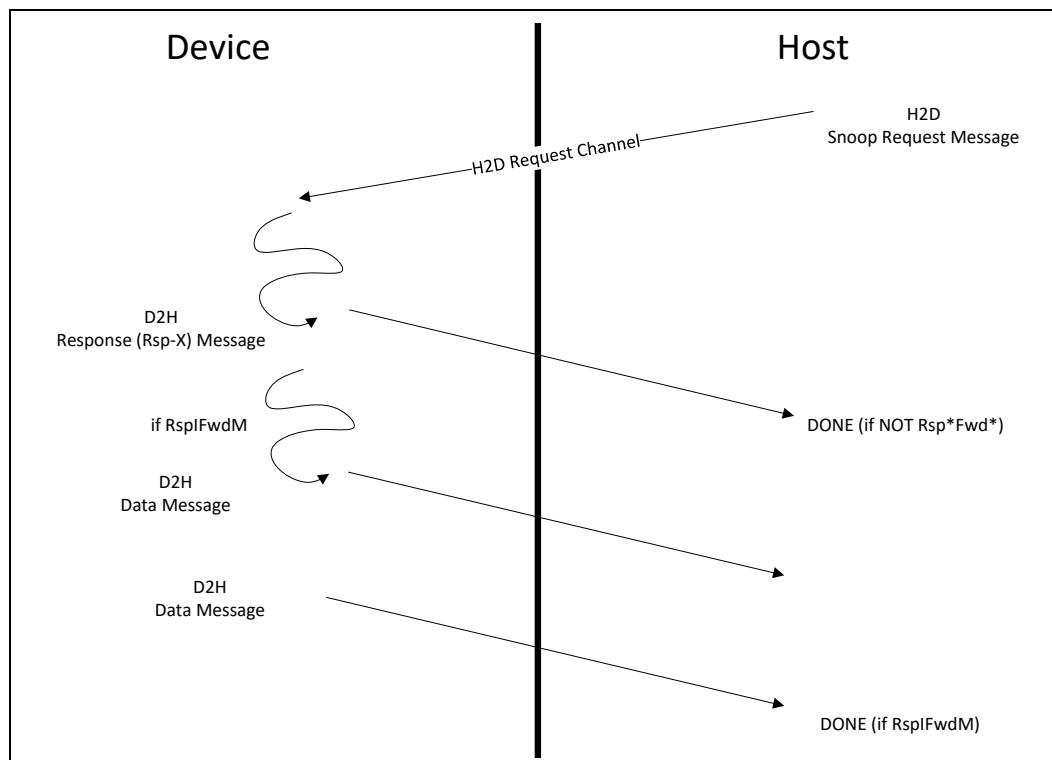 Device
Host
H2D
Snoop Request Message
H2D Request Channel
D2H
Response (Rsp-X) Message
if RspIFwdM
DONE (if NOT Rsp*Fwd*)
D2H
Data Message
D2H
Data Message
DONE (if RspIFwdM)